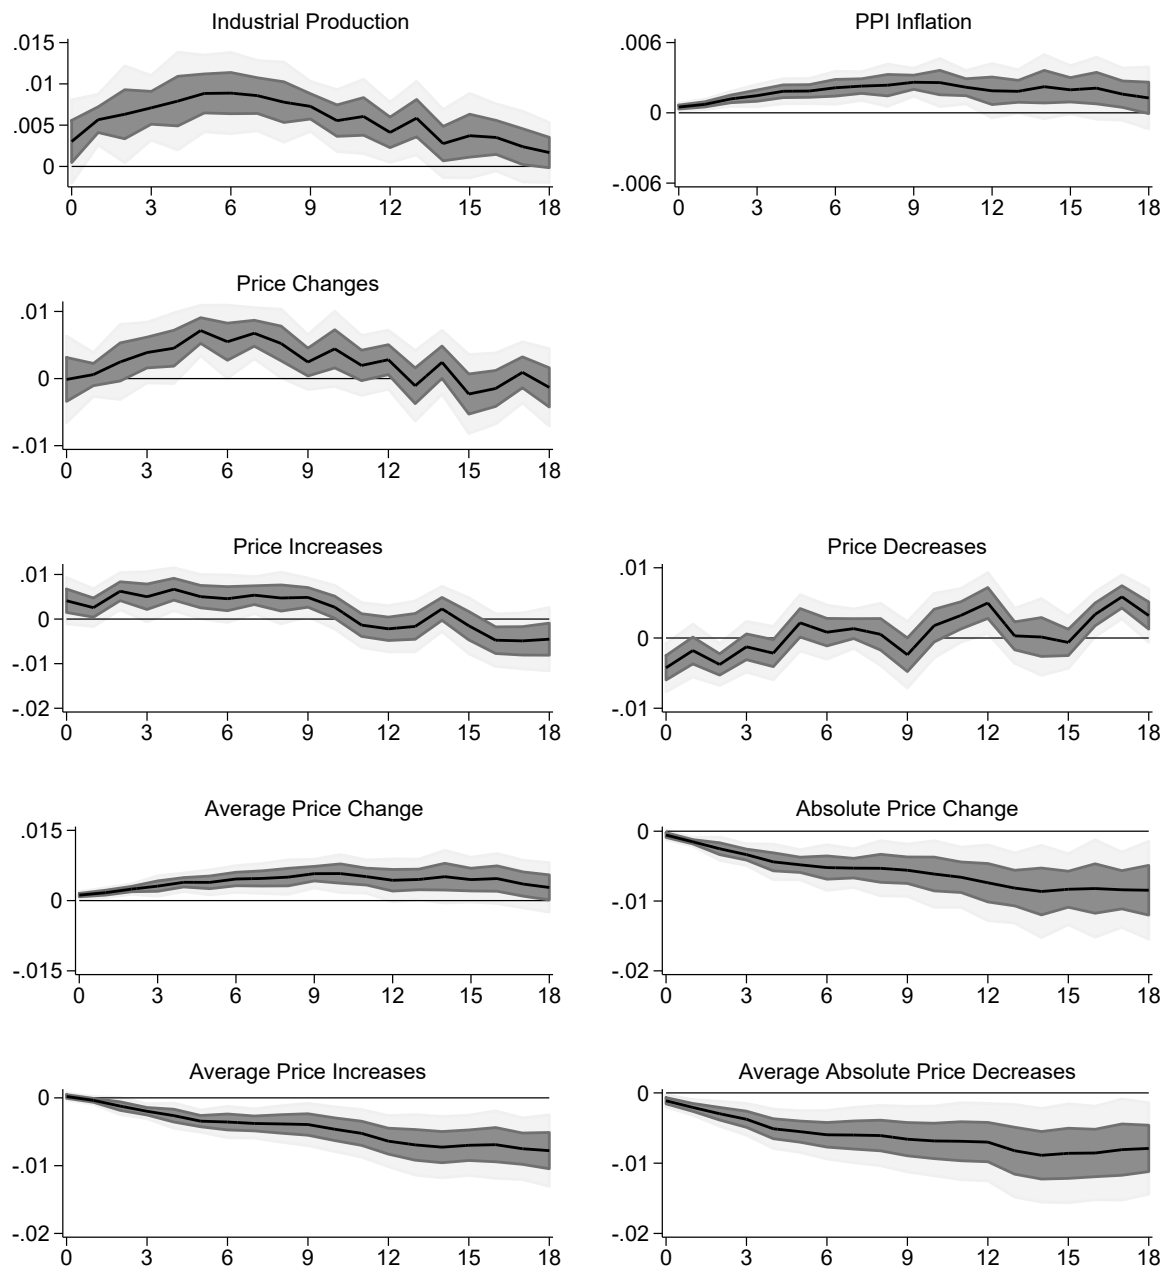 Industrial Production
.015
.01
.005
0
0 3 6 9 12 15 18
PPI Inflation
.006
0
-.006
0 3 6 9 12 15 18
Price Changes
.01
0
-.01
0 3 6 9 12 15 18
Price Increases
.01
0
-.01
-.02
0 3 6 9 12 15 18
Price Decreases
.01
0
-.01
0 3 6 9 12 15 18
Average Price Change
.015
0
-.015
0 3 6 9 12 15 18
Absolute Price Change
0
-.01
-.02
0 3 6 9 12 15 18
Average Price Increases
0
-.01
-.02
0 3 6 9 12 15 18
Average Absolute Price Decreases
0
-.01
-.02
0 3 6 9 12 15 18